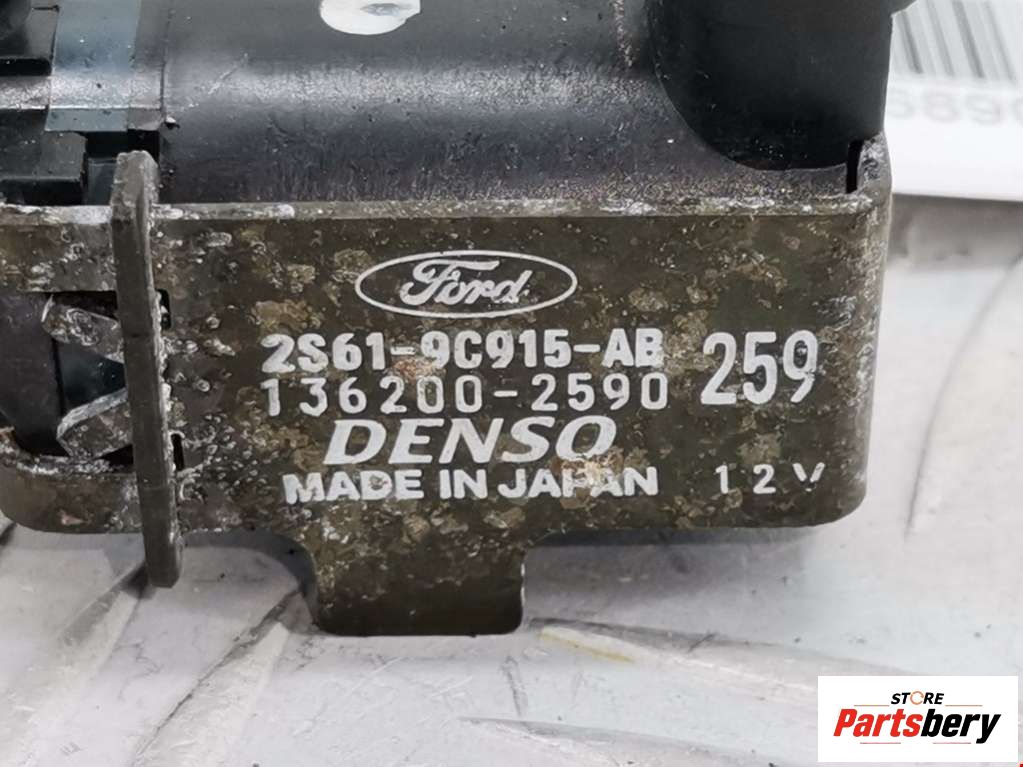 Ford
2S61-9C915-AB 259
136200-2590
DENSO
MADE IN JAPAN 12V
STORE
Partsbery